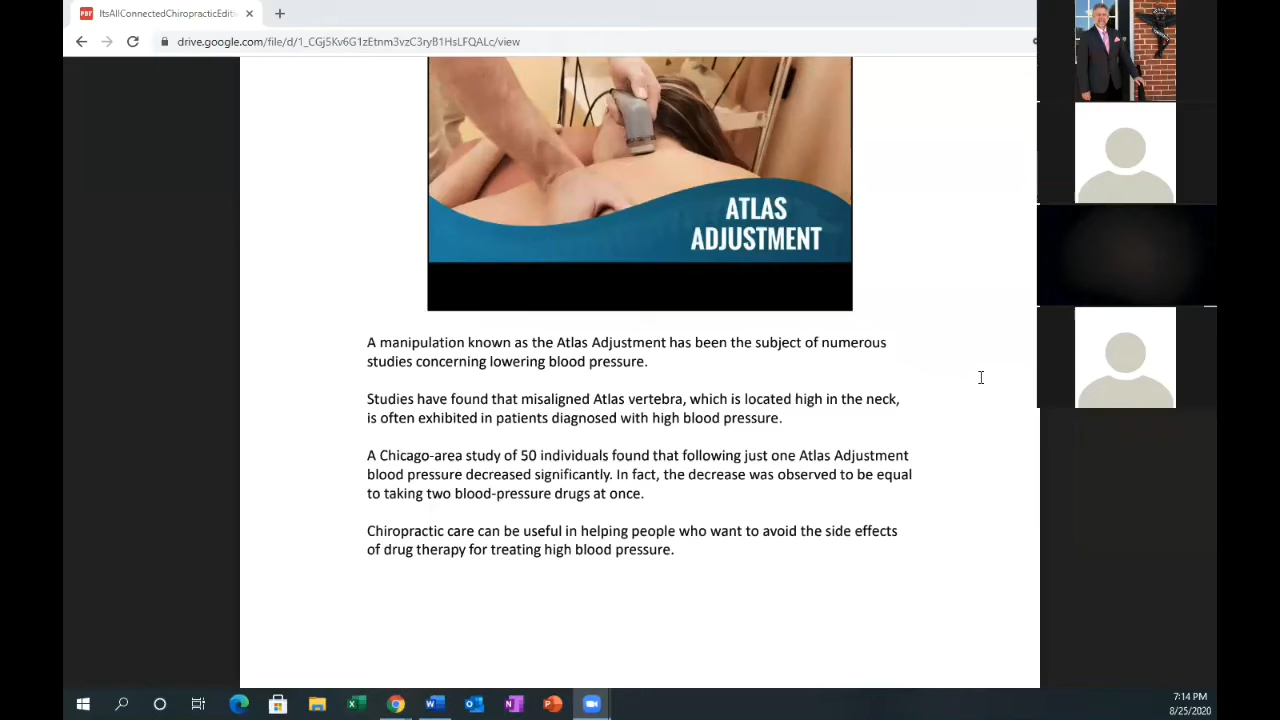 ItsAllConnectedChiropracticEditi
drive.google.com/file/d/1_CGj5Kv6G1zEtnm3vzC3ryB1HsLFQALc/view
ATLAS
ADJUSTMENT
A manipulation known as the Atlas Adjustment has been the subject of numerous
studies concerning lowering blood pressure.
Studies have found that misaligned Atlas vertebra, which is located high in the neck,
is often exhibited in patients diagnosed with high blood pressure.
A Chicago-area study of 50 individuals found that following just one Atlas Adjustment
blood pressure decreased significantly. In fact, the decrease was observed to be equal
to taking two blood-pressure drugs at once.
Chiropractic care can be useful in helping people who want to avoid the side effects
of drug therapy for treating high blood pressure.
7:14 PM
8/25/2020